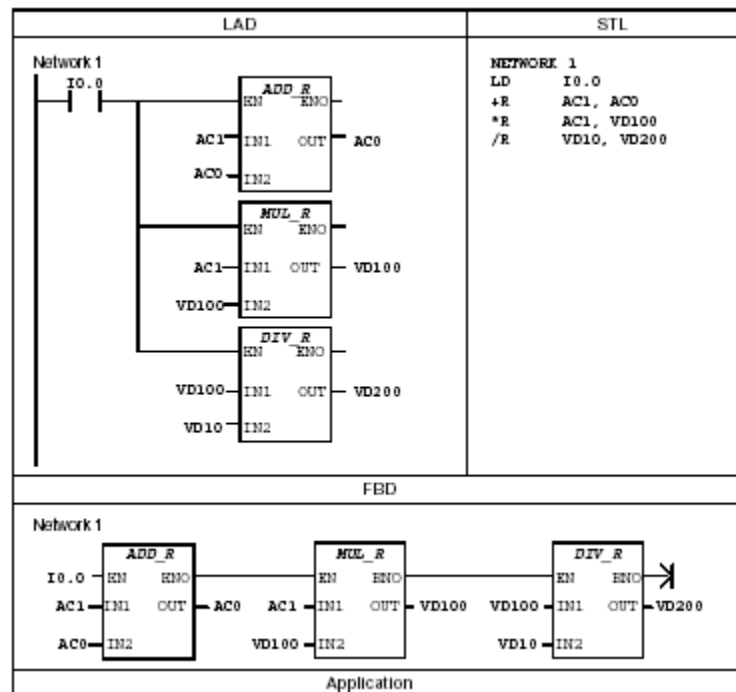 LAD
STL
Network 1
I0.0
ADD_R
EN ENO
AC1 IN1 OUT AC0
AC0 IN2
MUL_R
EN ENO
AC1 IN1 OUT VD100
VD100 IN2
DIV_R
EN ENO
VD100 IN1 OUT VD200
VD10 IN2
NETWORK 1
LD I0.0
+R AC1, AC0
*R AC1, VD100
/R VD10, VD200
FBD
Network 1
ADD_R MUL_R DIV_R
I0.0 EN ENO EN ENO EN ENO
AC1 IN1 OUT AC0 AC1 IN1 OUT VD100 VD100 IN1 OUT VD200
AC0 IN2 VD100 IN2 VD10 IN2
Application